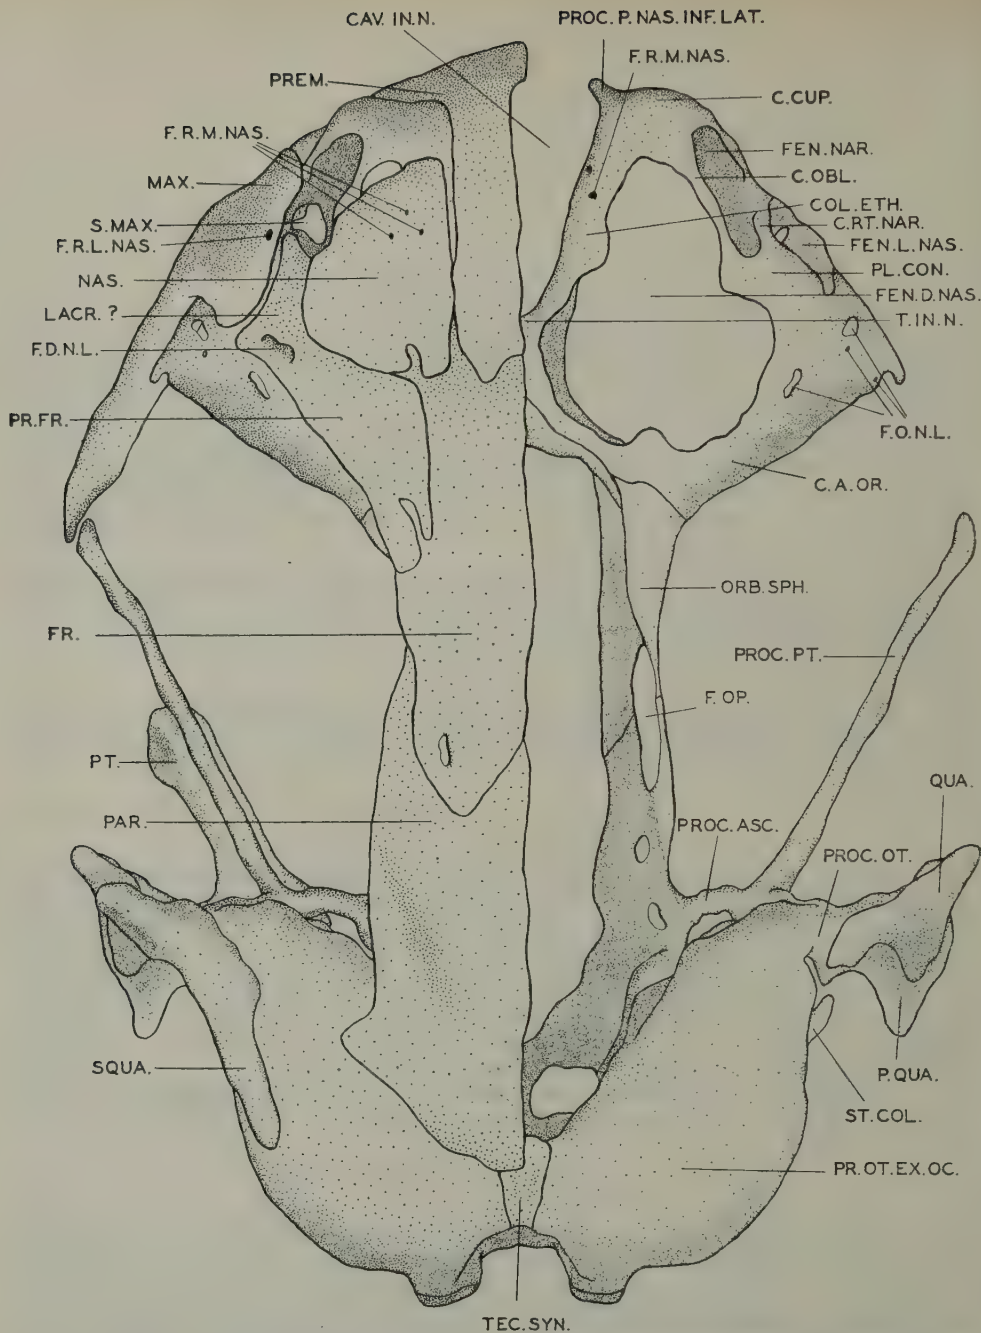 CAV. IN.N.
PROC. P. NAS. INF. LAT.
PREM.
F. R. M. NAS.
C. CUP.
F. R. M. NAS.
MAX.
S. MAX.
F. R. L. NAS.
NAS.
LACR. ?
F. D. N. L.
PR. FR.
FEN. NAR.
C. OBL.
COL. ETH.
C. RT. NAR.
FEN. L. NAS.
PL. CON.
FEN. D. NAS.
T. IN. N.
F. O. N. L.
C. A. OR.
ORB. SPH.
FR.
PROC. PT.
F. OP.
PT.
PAR.
QUA.
PROC. ASC.
PROC. OT.
SQUA.
P. QUA.
ST. COL.
PR. OT. EX. OC.
TEC. SYN.